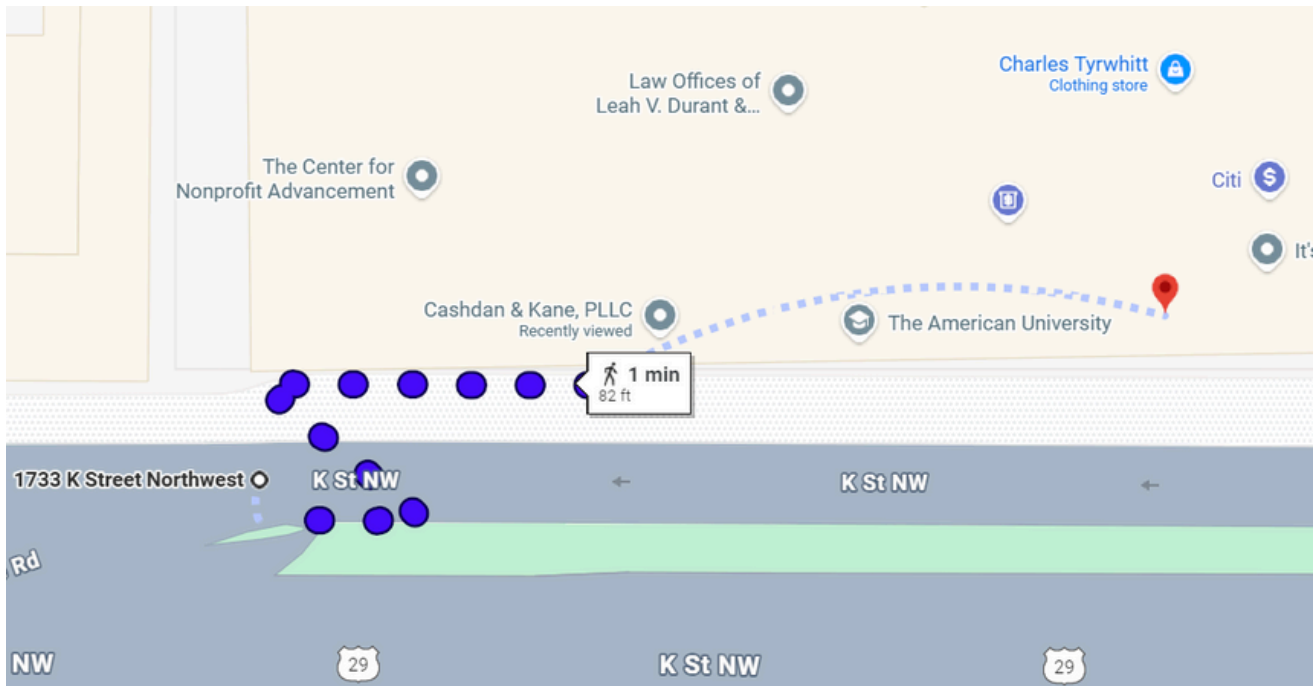 Charles Tyrwhitt
Clothing store
Law Offices of
Leah V. Durant &...
The Center for
Nonprofit Advancement
Citi
It's
Cashdan & Kane, PLLC
Recently viewed
The American University
1 min
82 ft
1733 K Street Northwest
K St NW
K St NW
Rd
NW
29
K St NW
29